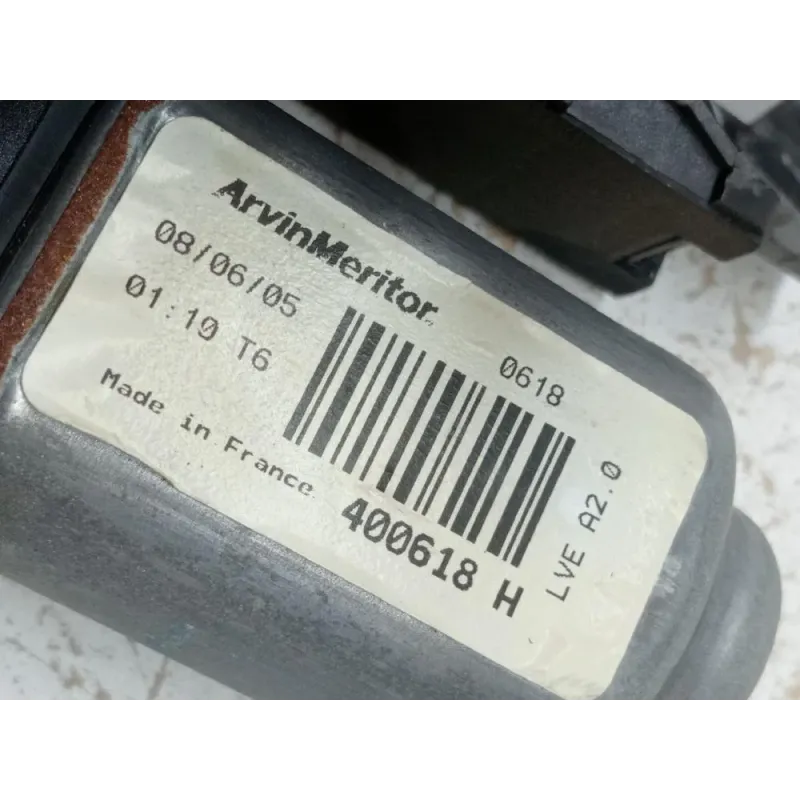 ArvinMeritor
08/06/05
01:19 T6
0618
Made in France
400618 H
LVE A2.0